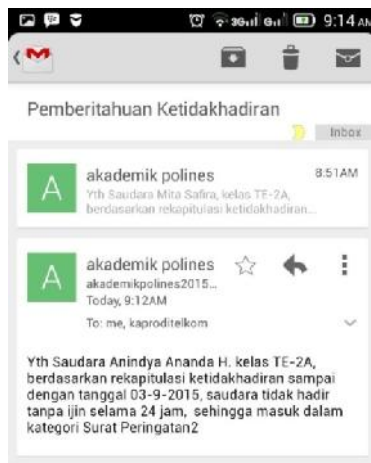 3G G 9:14 AM
Pemberitahuan Ketidakhadiran
Inbox
A akademik polines 8:51AM
Yth Saudara Mita Safira, kelas TE-2A,
berdasarkan rekapitulasi ketidakhadiran...
A akademik polines
akademikpolines2015...
Today, 9:12AM
To: me, kaproditelkom
Yth Saudara Anindya Ananda H. kelas TE-2A,
berdasarkan rekapitulasi ketidakhadiran sampai
dengan tanggal 03-9-2015, saudara tidak hadir
tanpa ijin selama 24 jam, sehingga masuk dalam
kategori Surat Peringatan2